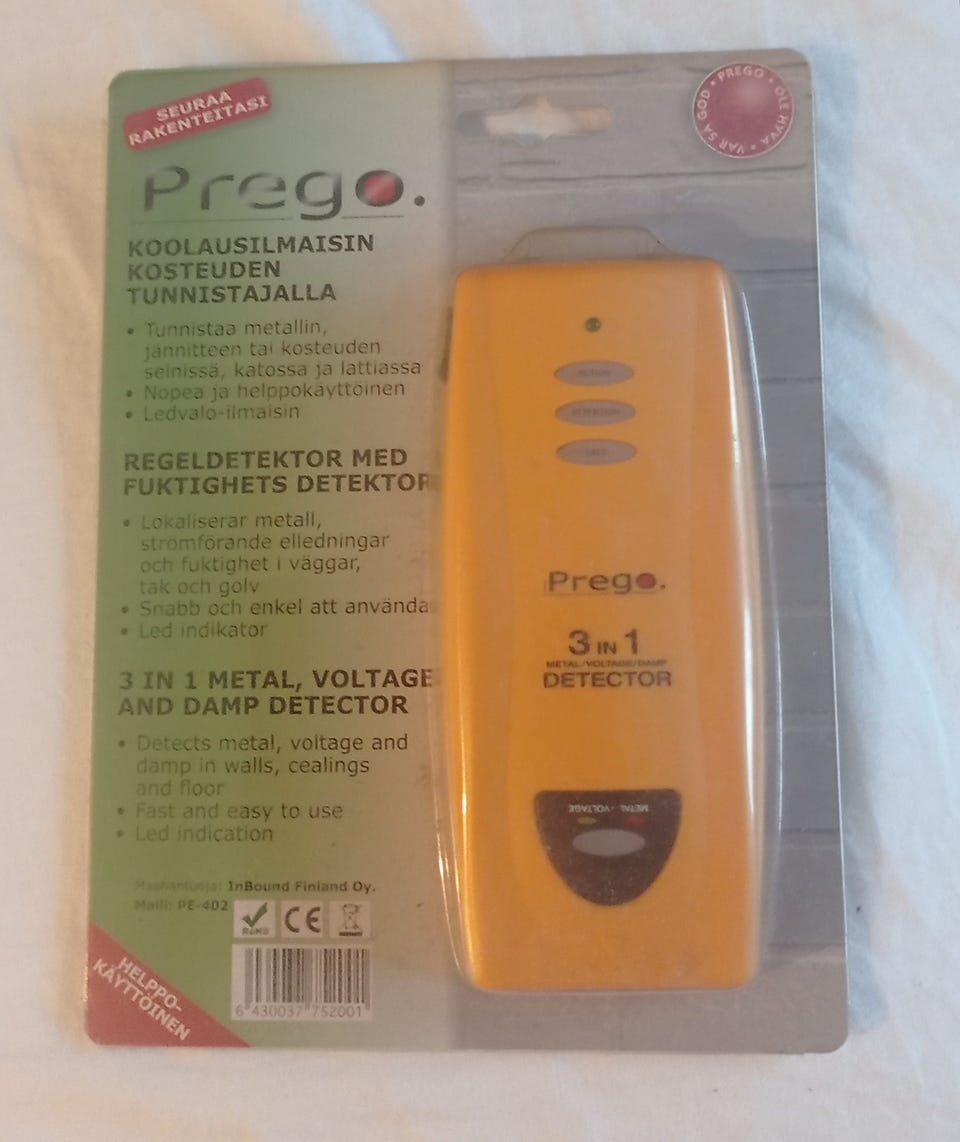 SEURAA
RAKENTEITASI
PREGO • OLE HYVÄ • VAR SÅ GOD •
Prego.
KOOLAUSILMAISIN
KOSTEUDEN
TUNNISTAJALLA
• Tunnistaa metallin,
jännitteen tai kosteuden
seinissä, katossa ja lattiassa
• Nopea ja helppokäyttöinen
• Ledvalo-ilmaisin
REGELDETEKTOR MED
FUKTIGHETS DETEKTOR
• Lokaliserar metall,
strömförande elledningar
och fuktighet i väggar,
tak och golv
• Snabb och enkel att använda
• Led indikator
3 IN 1 METAL, VOLTAGE
AND DAMP DETECTOR
• Detects metal, voltage and
damp in walls, cealings
and floor
• Fast and easy to use
• Led indication
Maahantuoja: InBound Finland Oy.
Malli: PE-402
RoHS
CE
6 430037 752001
HELPPO-
KÄYTTÖINEN
Prego.
3 IN 1
METAL/VOLTAGE/DAMP
DETECTOR
METAL • VOLTAGE